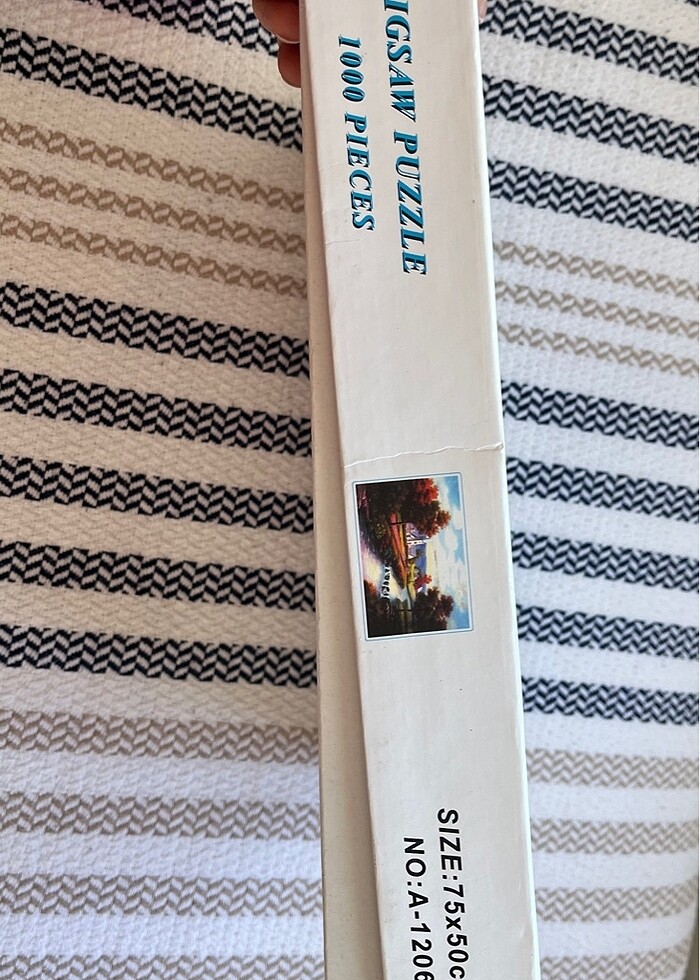 IGSAW PUZZLE
1000 PIECES
SIZE:75x50c
NO:A-1206